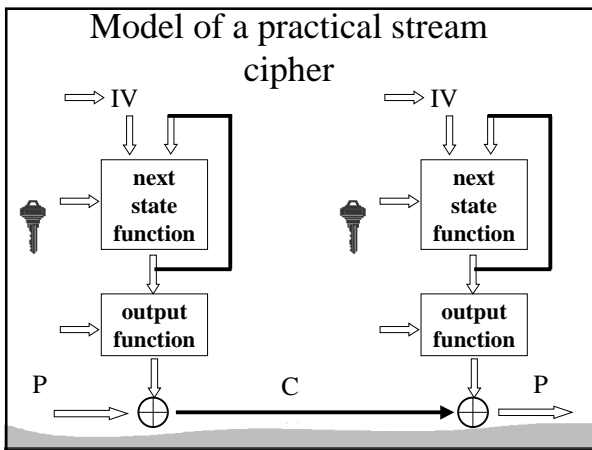 Model of a practical stream
cipher
IV
IV
next
state
function
next
state
function
output
function
output
function
P
C
P